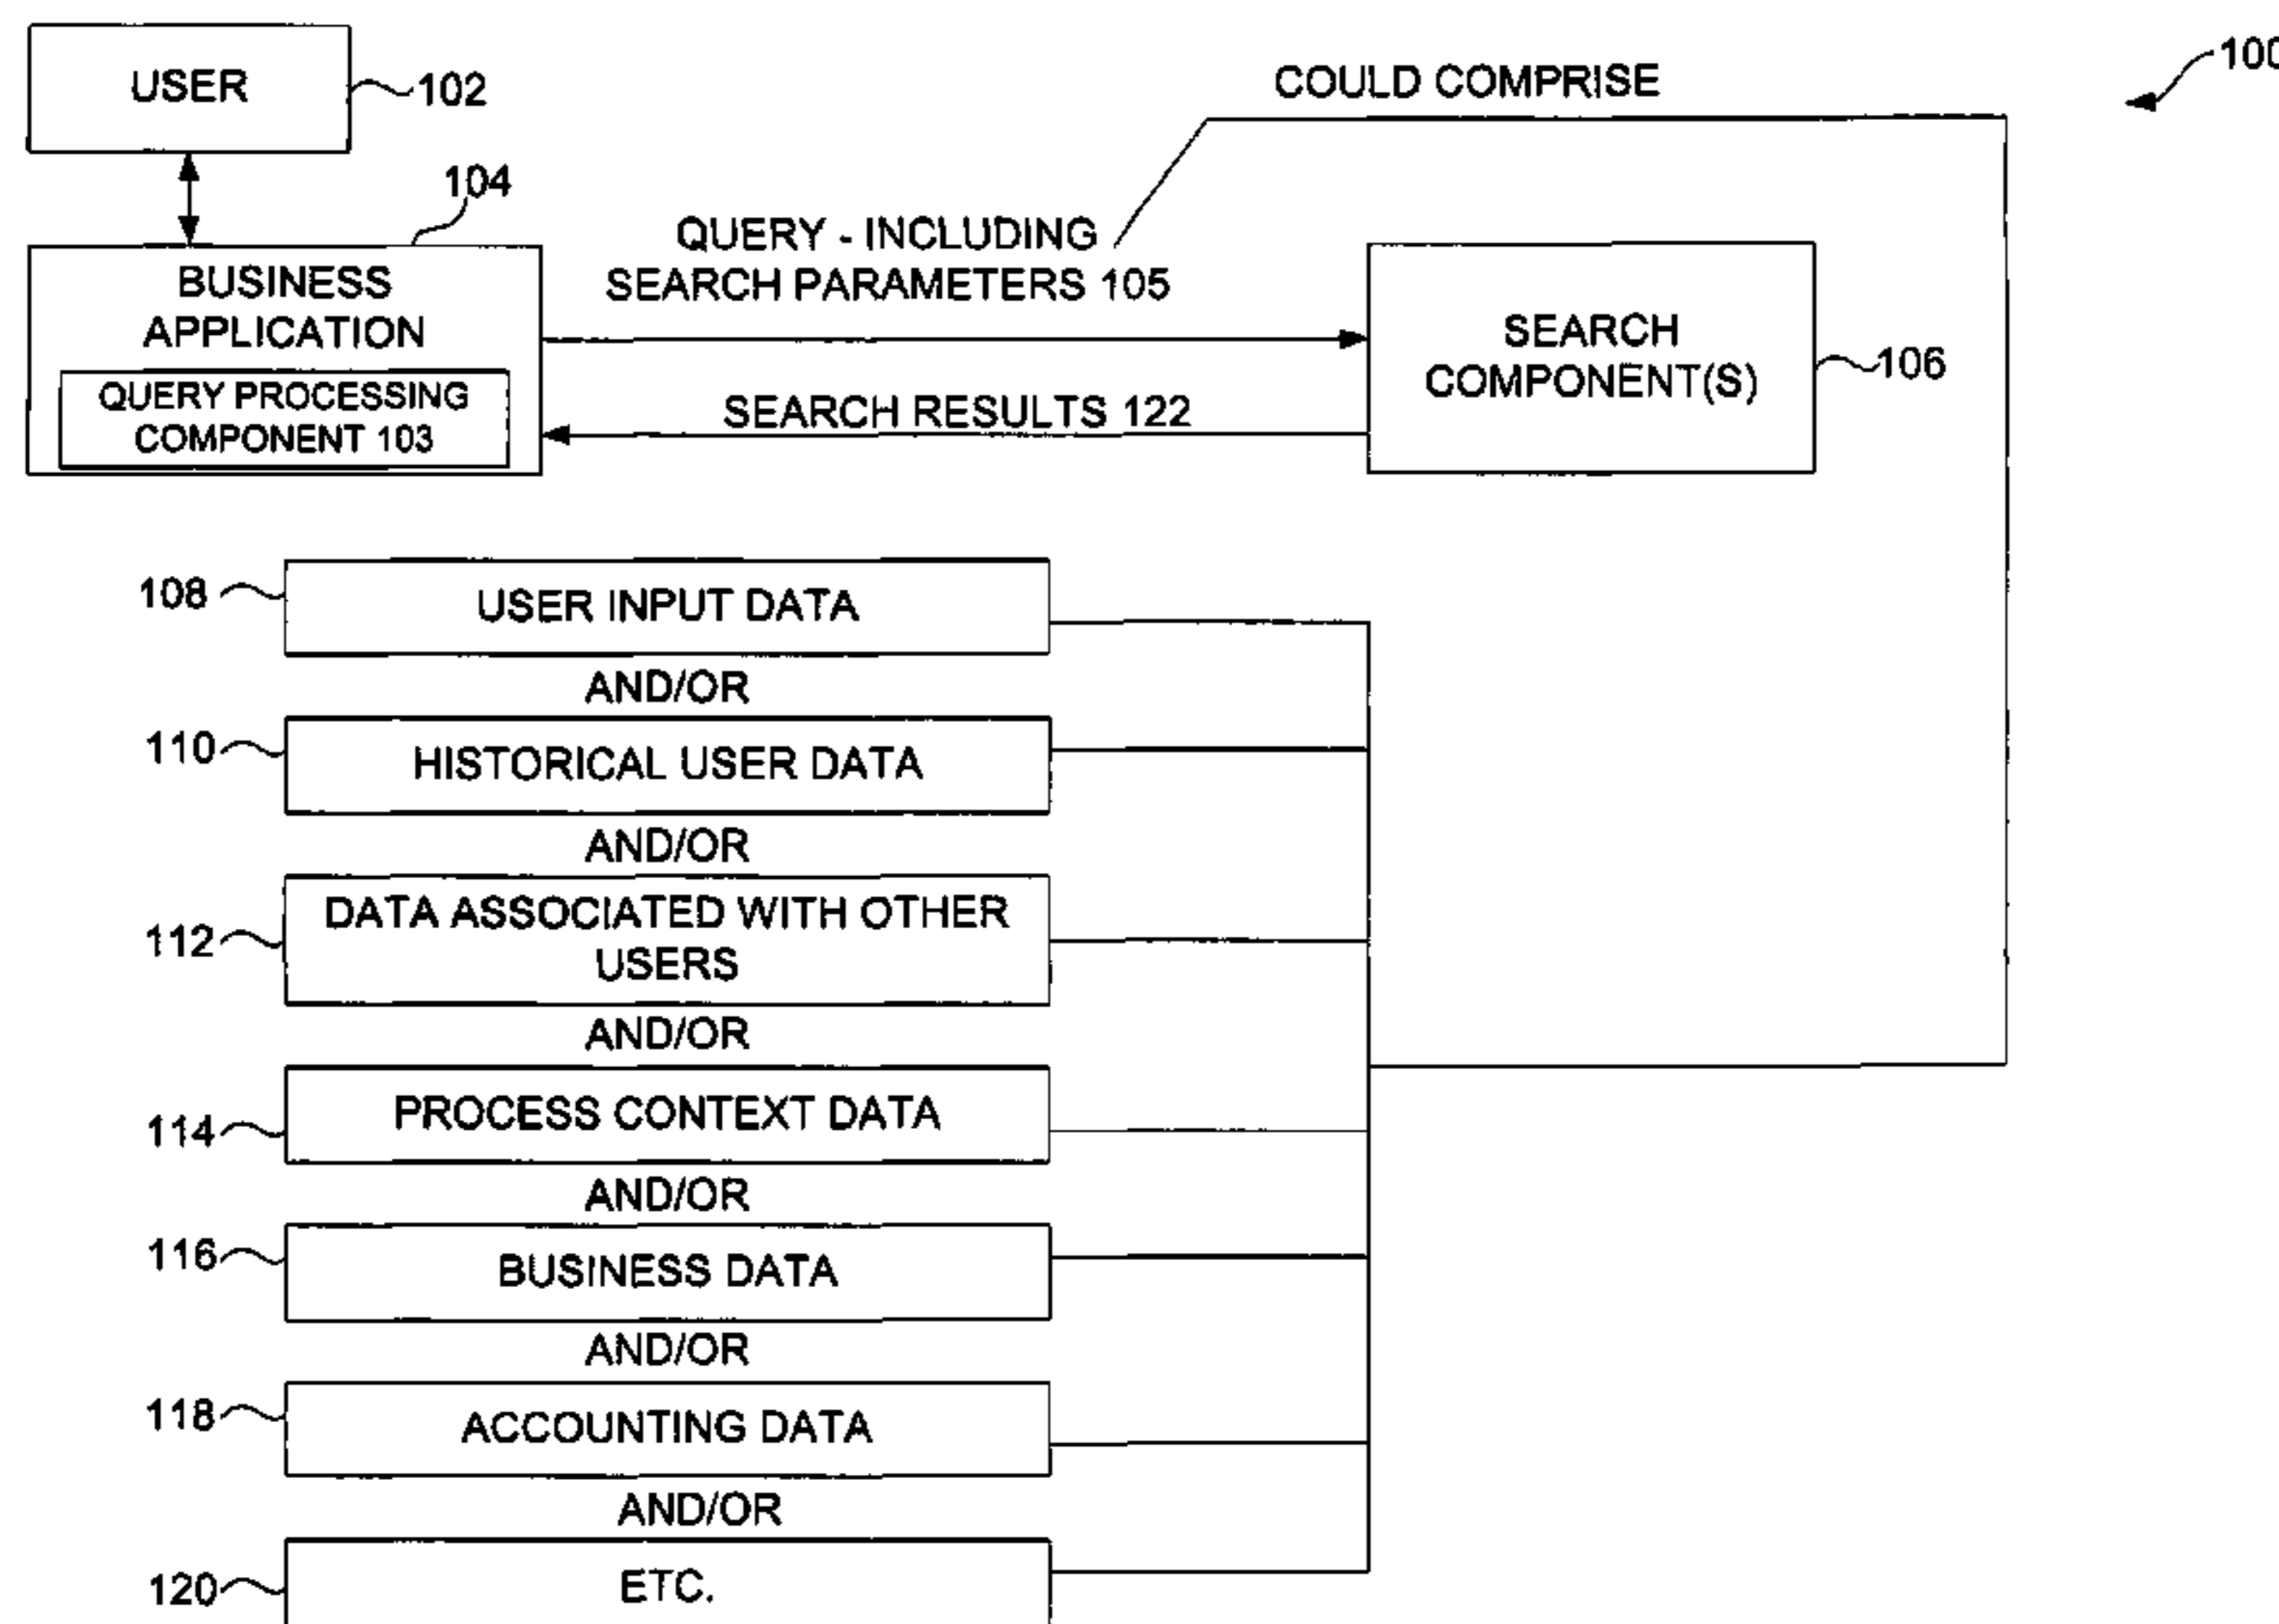 USER
102
COULD COMPRISE
100
104
BUSINESS
APPLICATION
QUERY PROCESSING
COMPONENT 103
QUERY - INCLUDING
SEARCH PARAMETERS 105
SEARCH RESULTS 122
SEARCH
COMPONENT(S)
106
108
USER INPUT DATA
AND/OR
110
HISTORICAL USER DATA
AND/OR
112
DATA ASSOCIATED WITH OTHER
USERS
AND/OR
114
PROCESS CONTEXT DATA
AND/OR
116
BUSINESS DATA
AND/OR
118
ACCOUNTING DATA
AND/OR
120
ETC.